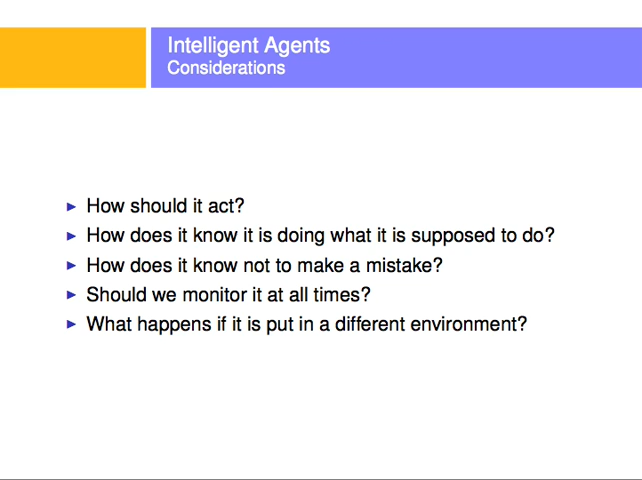 Intelligent Agents
Considerations
How should it act?
How does it know it is doing what it is supposed to do?
How does it know not to make a mistake?
Should we monitor it at all times?
What happens if it is put in a different environment?